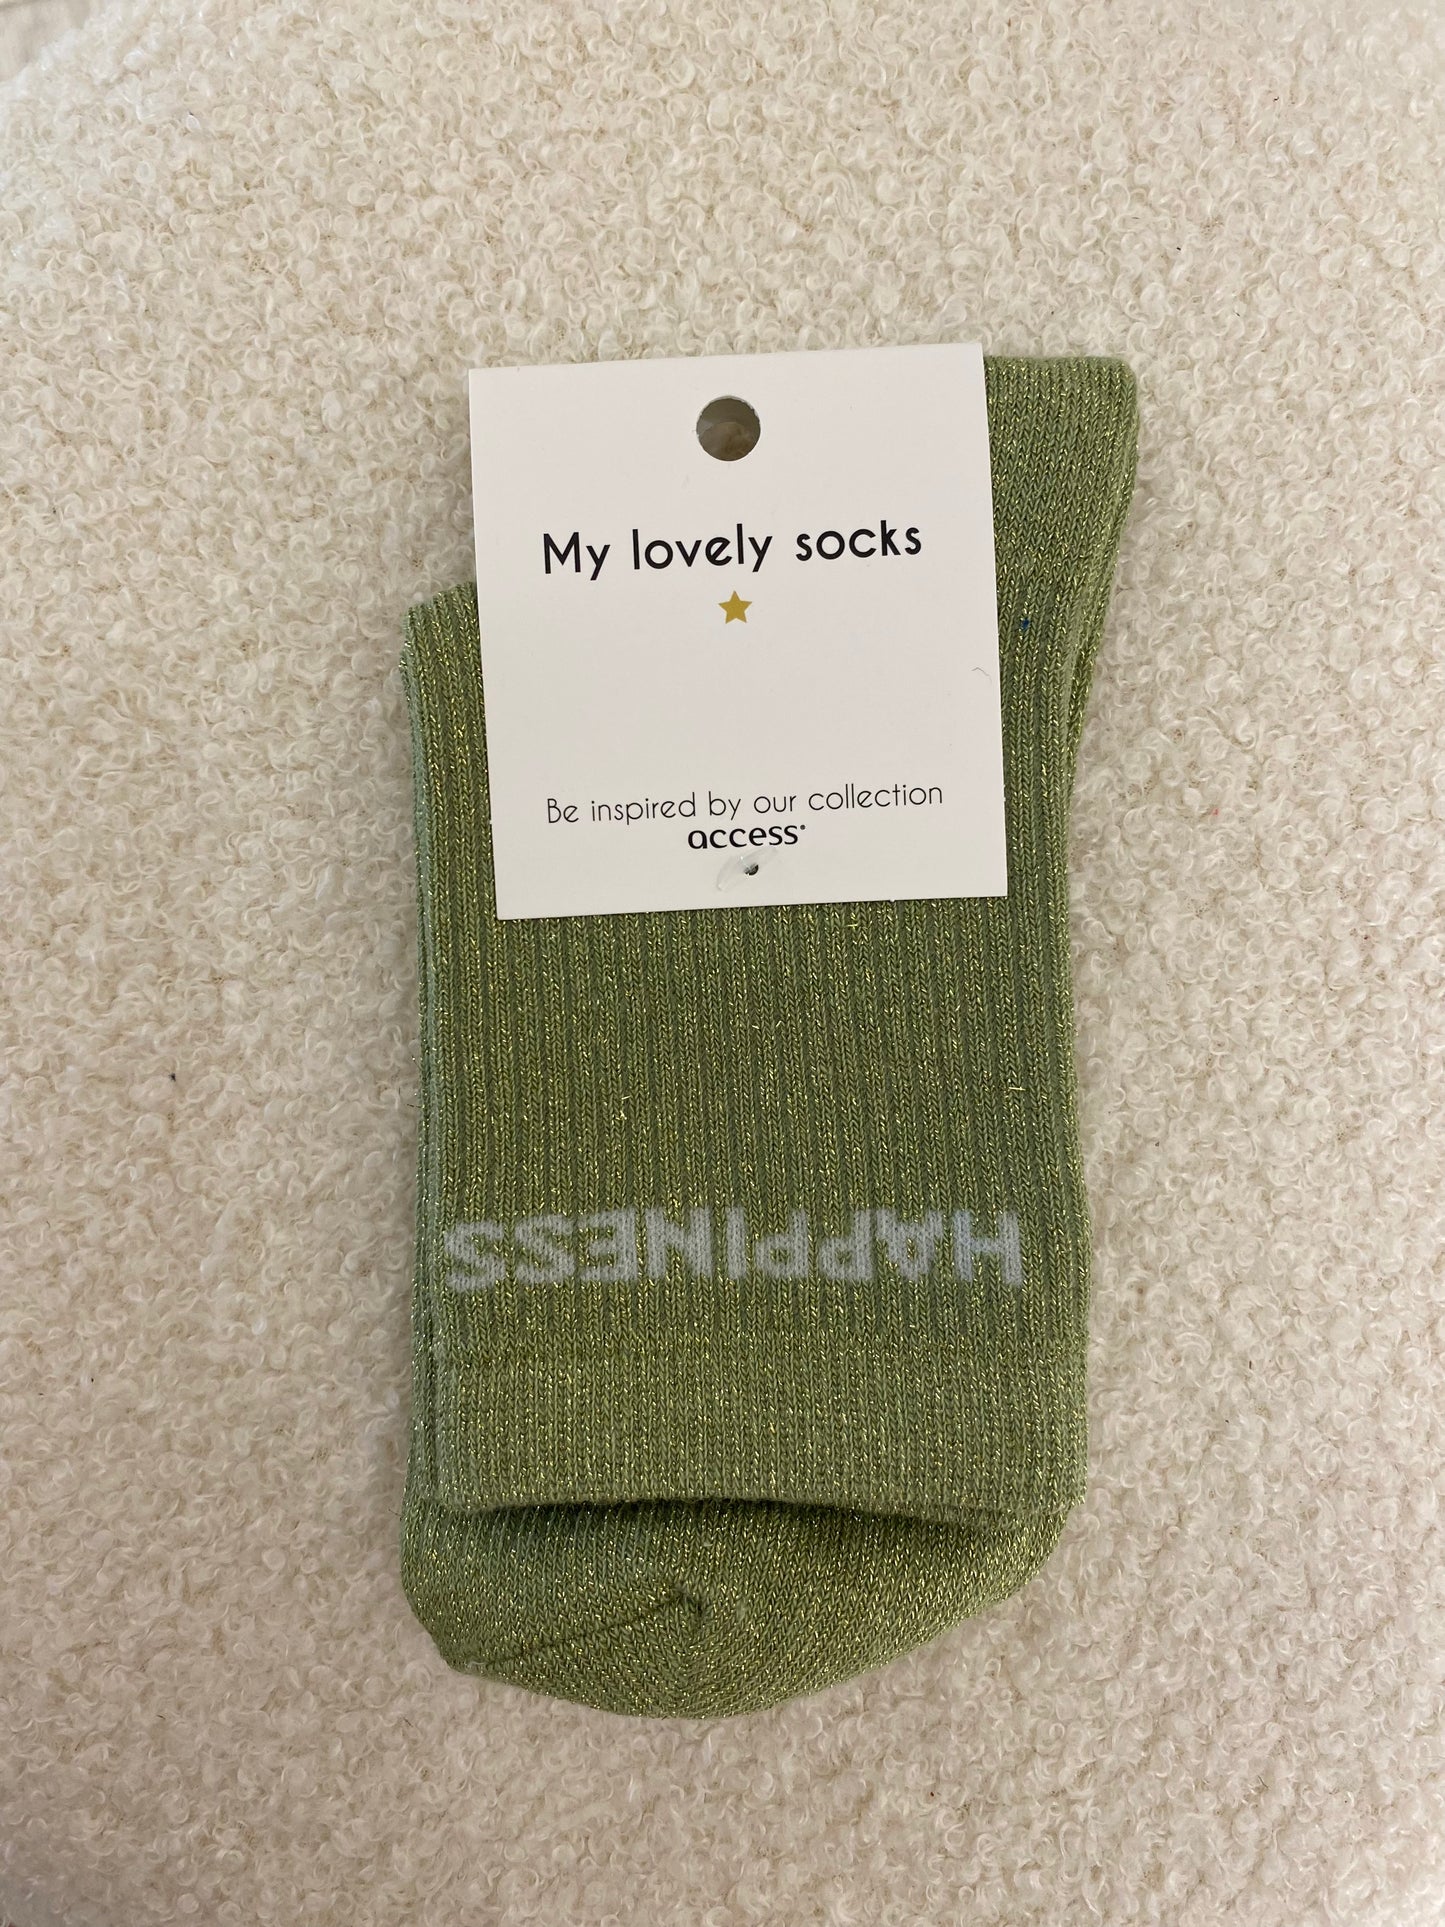 My lovely socks
Be inspired by our collection
access®
HAPPINESS